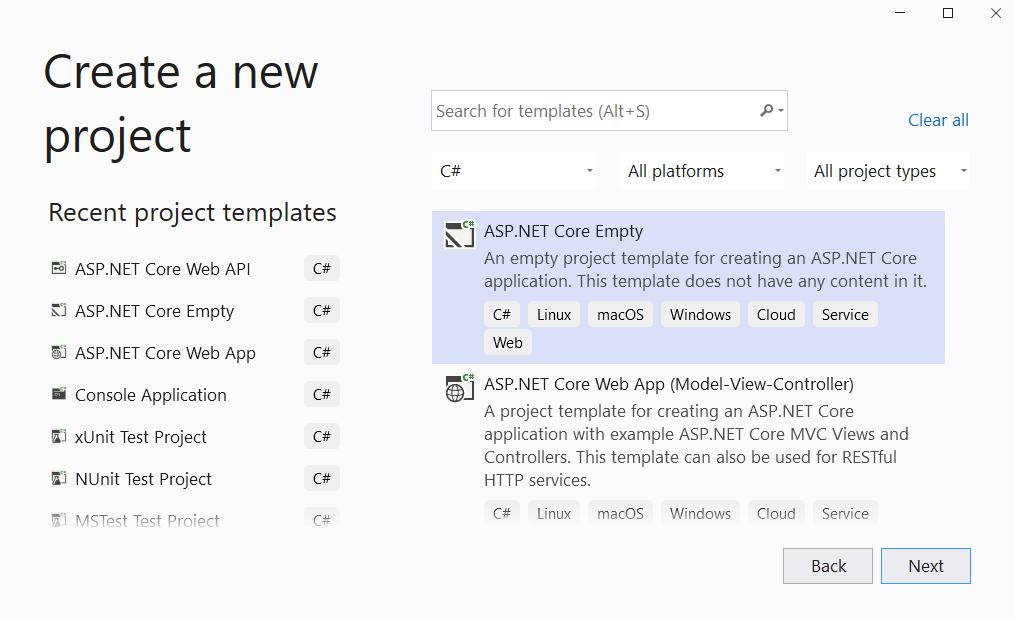 Create a new
project
Search for templates (Alt+S)
Clear all
C#
All platforms
All project types
Recent project templates
ASP.NET Core Web API C#
ASP.NET Core Empty C#
ASP.NET Core Web App C#
Console Application C#
xUnit Test Project C#
NUnit Test Project C#
MSTest Test Project C#
C#
ASP.NET Core Empty
An empty project template for creating an ASP.NET Core
application. This template does not have any content in it.
C# Linux macOS Windows Cloud Service
Web
C#
ASP.NET Core Web App (Model-View-Controller)
A project template for creating an ASP.NET Core
application with example ASP.NET Core MVC Views and
Controllers. This template can also be used for RESTful
HTTP services.
C# Linux macOS Windows Cloud Service
Back Next